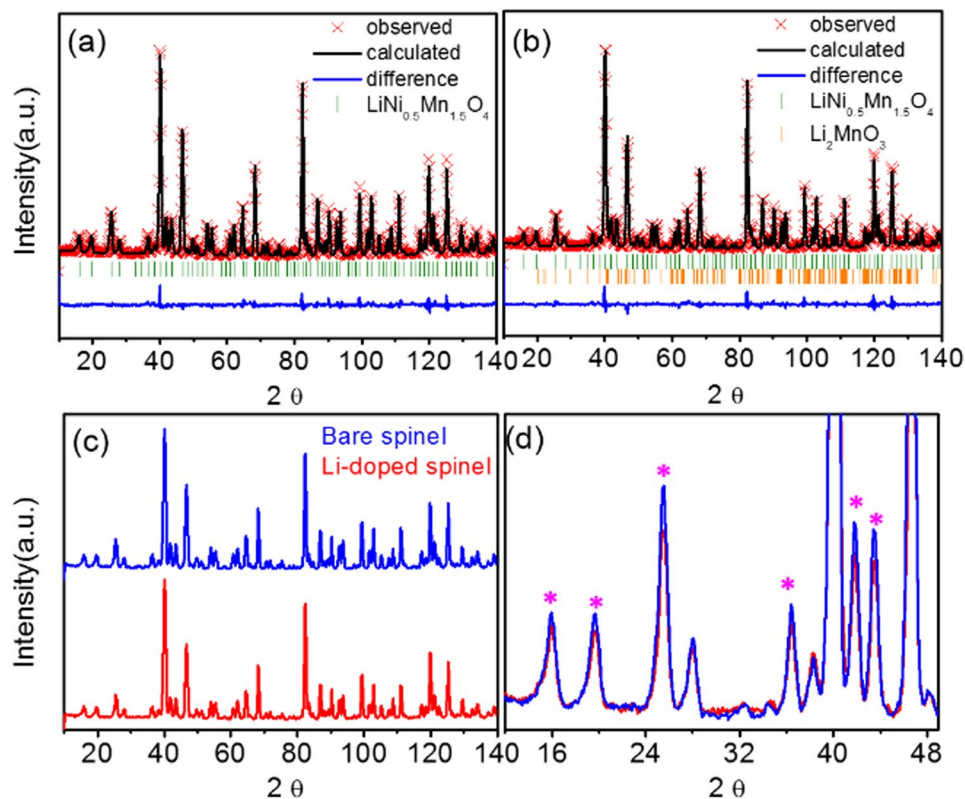 (a)
observed
calculated
difference
LiNi0.5Mn1.5O4
Intensity(a.u.)
20 40 60 80 100 120 140
2 θ
(b)
observed
calculated
difference
LiNi0.5Mn1.5O4
Li2MnO3
20 40 60 80 100 120 140
2 θ
(c)
Bare spinel
Li-doped spinel
Intensity(a.u.)
20 40 60 80 100 120 140
2 θ
(d)
* * * * * *
16 24 32 40 48
2 θ